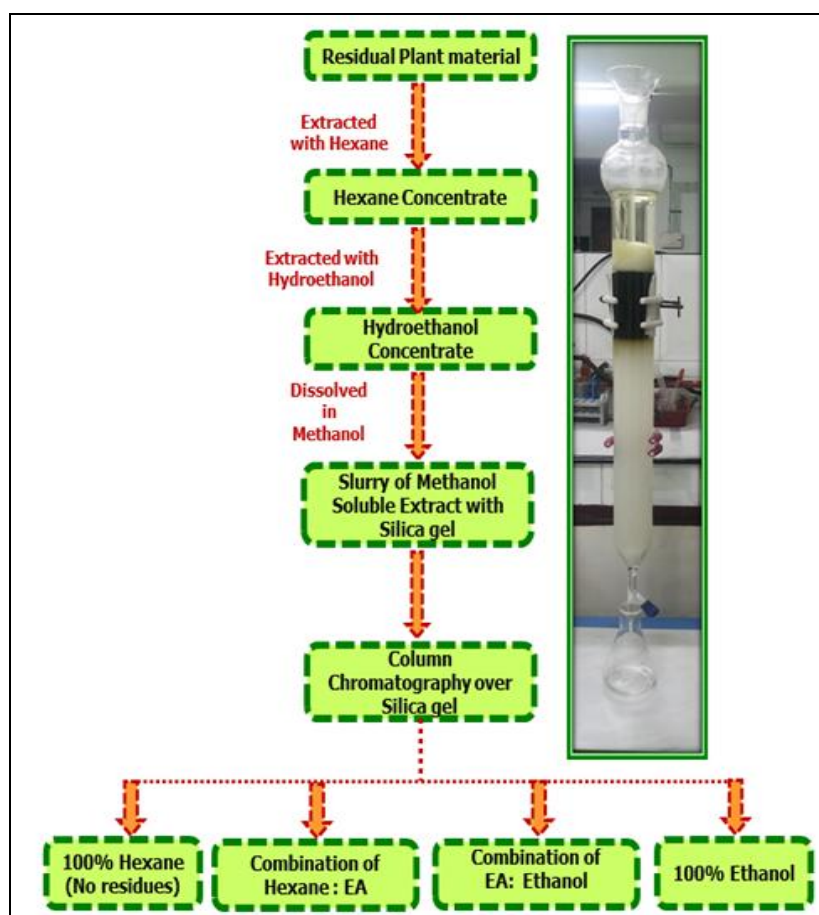 Residual Plant material
Extracted
with Hexane
Hexane Concentrate
Extracted with
Hydroethanol
Hydroethanol
Concentrate
Dissolved
in
Methanol
Slurry of Methanol
Soluble Extract with
Silica gel
Column
Chromatography over
Silica gel
100% Hexane
(No residues)
Combination of
Hexane : EA
Combination of
EA: Ethanol
100% Ethanol